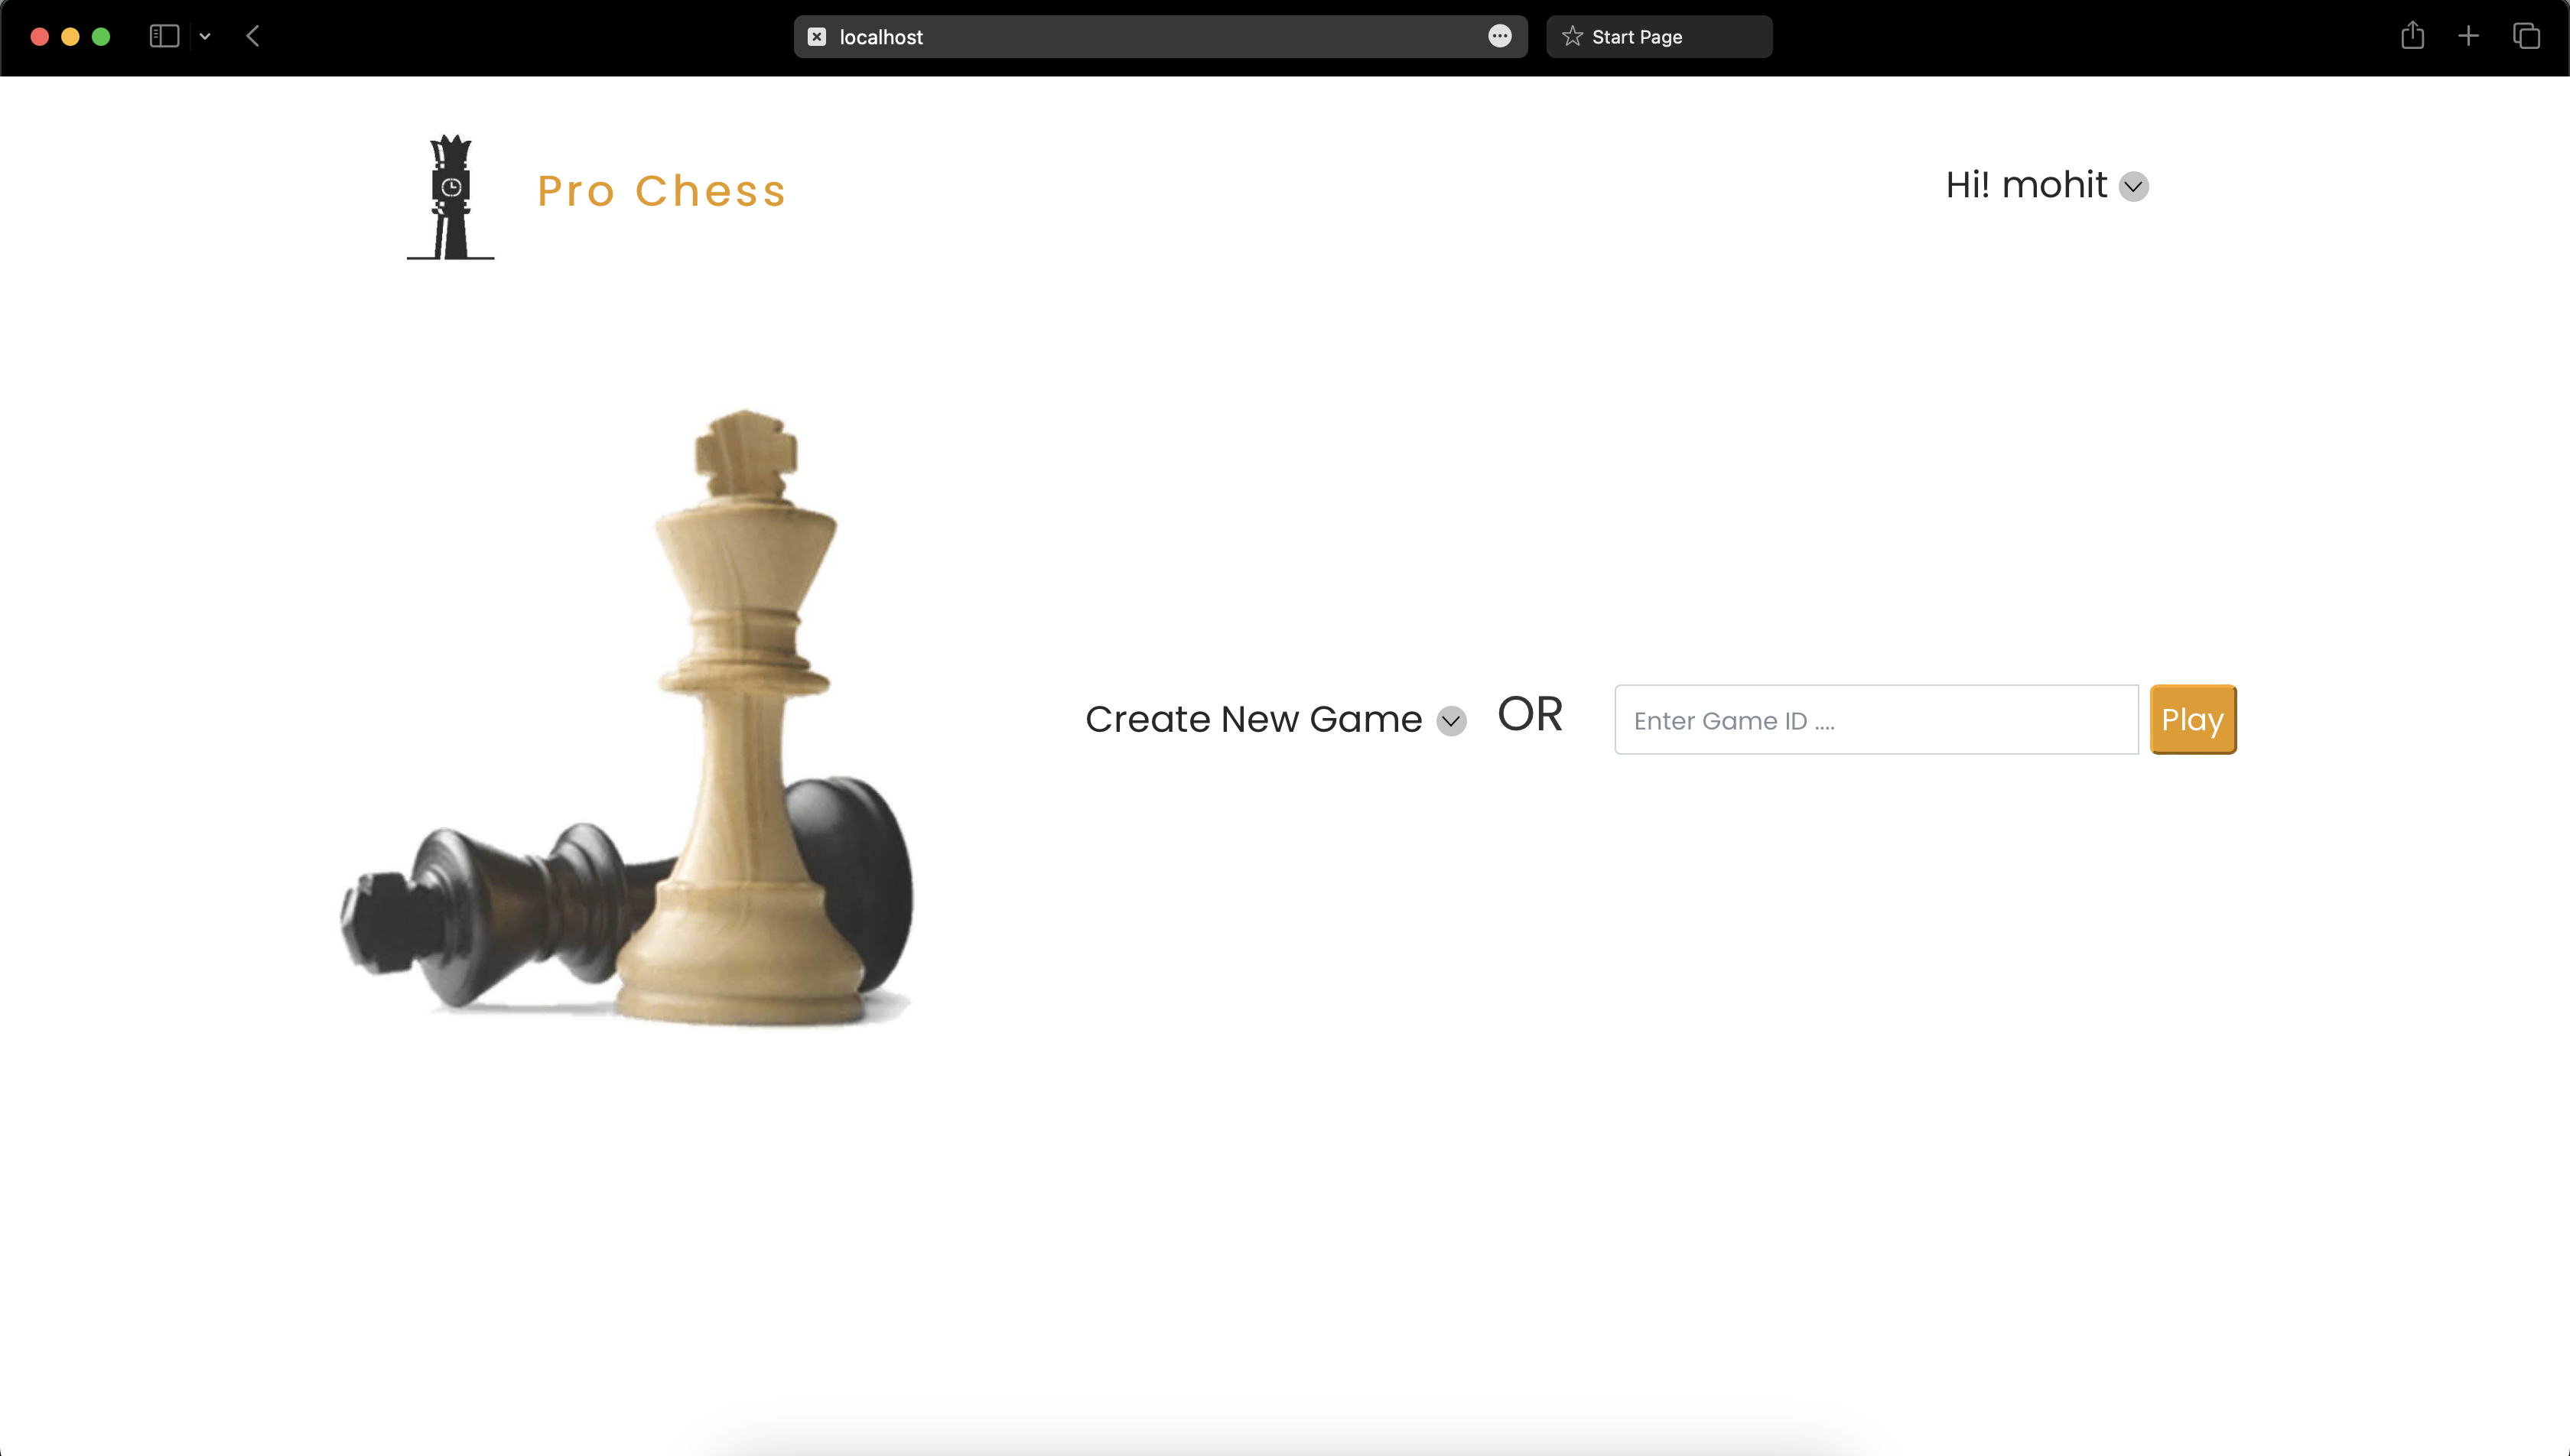 localhost
Start Page
Pro Chess
Hi! mohit
Create New Game
OR
Enter Game ID ....
Play